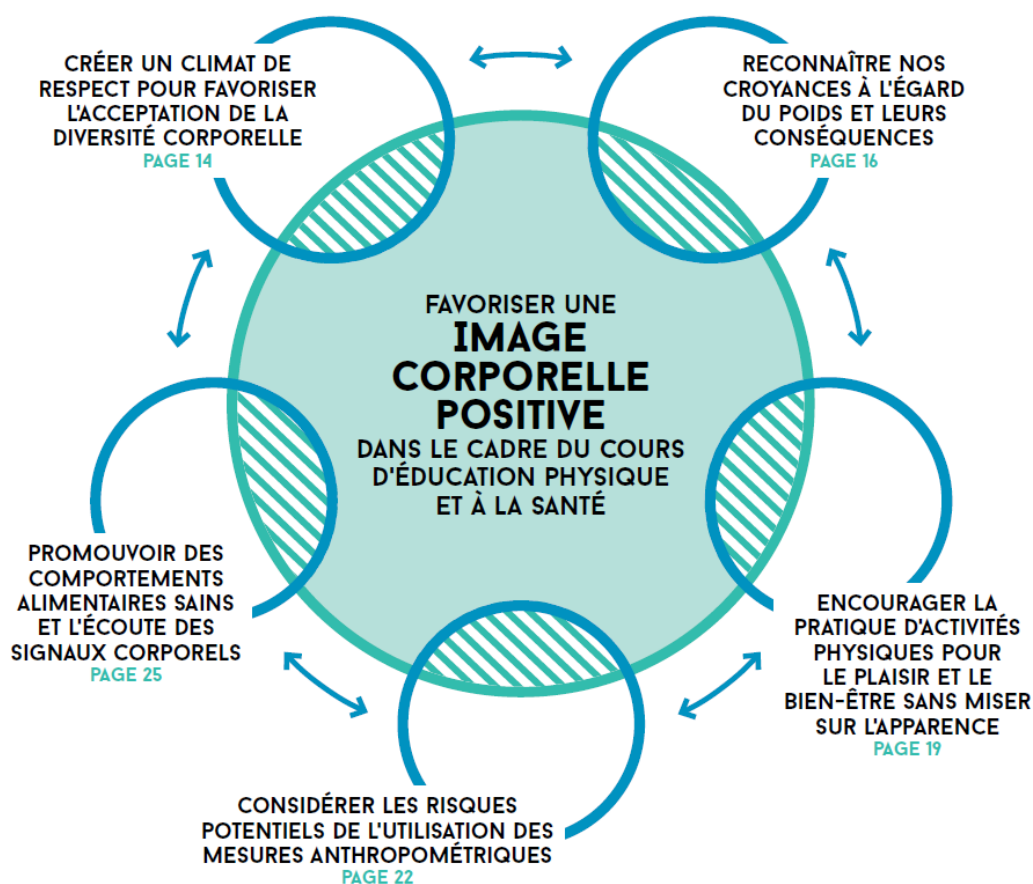 CRÉER UN CLIMAT DE
RESPECT POUR FAVORISER
L'ACCEPTATION DE LA
DIVERSITÉ CORPORELLE
PAGE 14
RECONNAÎTRE NOS
CROYANCES À L'ÉGARD
DU POIDS ET LEURS
CONSÉQUENCES
PAGE 16
FAVORISER UNE
IMAGE
CORPORELLE
POSITIVE
DANS LE CADRE DU COURS
D'ÉDUCATION PHYSIQUE
ET À LA SANTÉ
PROMOUVOIR DES
COMPORTEMENTS
ALIMENTAIRES SAINS
ET L'ÉCOUTE DES
SIGNAUX CORPORELS
PAGE 25
ENCOURAGER LA
PRATIQUE D'ACTIVITÉS
PHYSIQUES POUR
LE PLAISIR ET LE
BIEN-ÊTRE SANS MISER
SUR L'APPARENCE
PAGE 19
CONSIDÉRER LES RISQUES
POTENTIELS DE L'UTILISATION DES
MESURES ANTHROPOMÉTRIQUES
PAGE 22